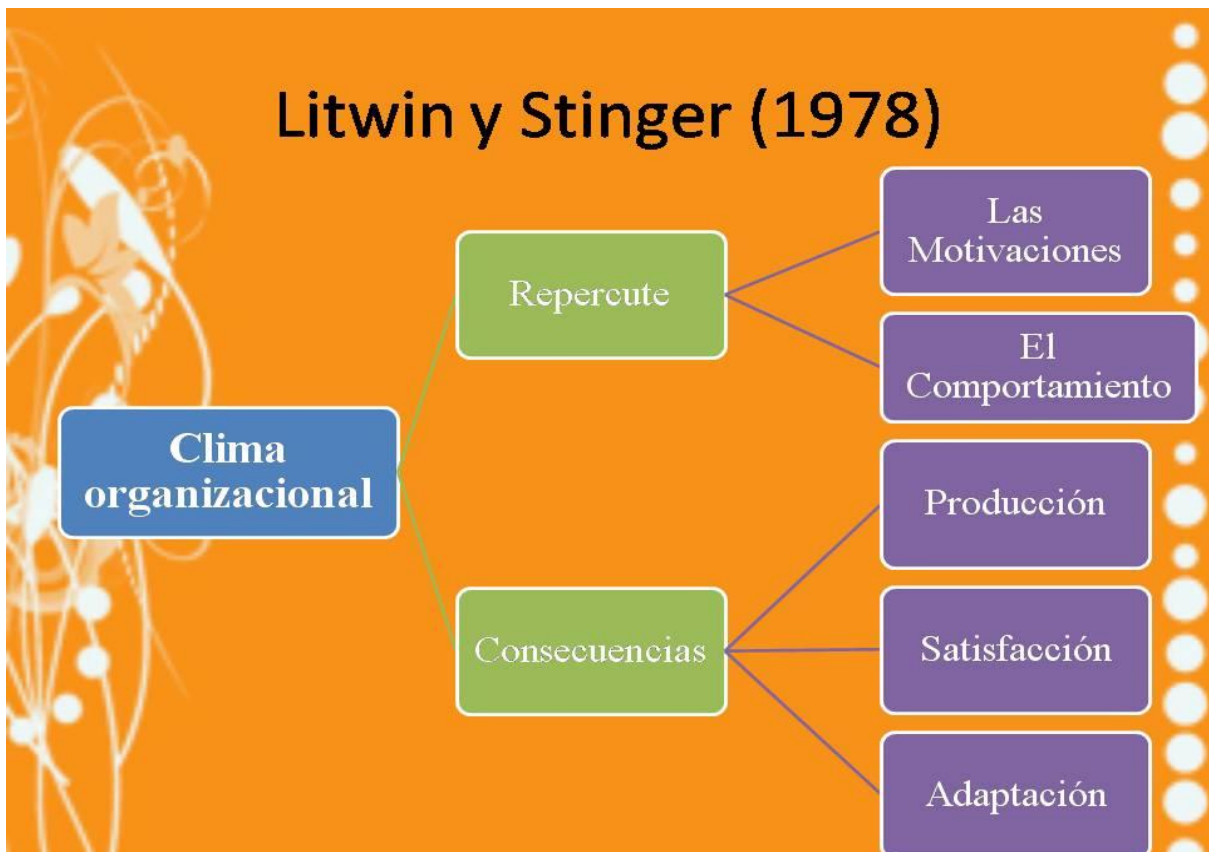 Litwin y Stinger (1978)
Clima
organizacional
Repercute
Las
Motivaciones
El
Comportamiento
Consecuencias
Producción
Satisfacción
Adaptación